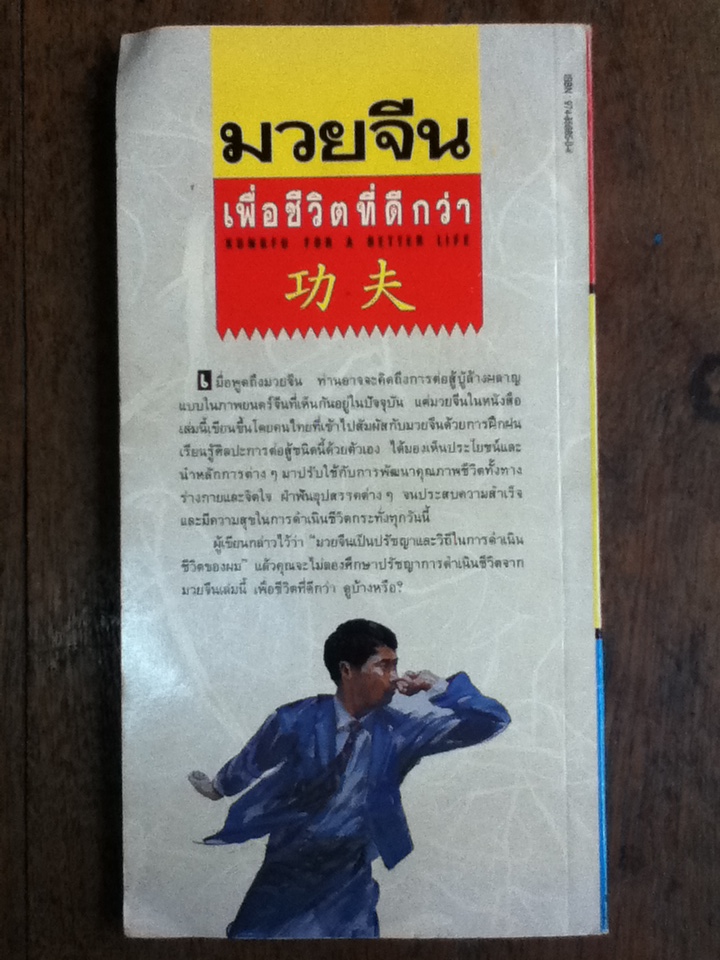 มวยจีน
เพื่อชีวิตที่ดีกว่า
KUNGFU FOR A BETTER LIFE
功夫
เมื่อพูดถึงมวยจีน ท่านอาจจะคิดถึงการต่อสู้บู๊ล้างผลาญ
แบบในภาพยนตร์จีนที่เห็นกันอยู่ในปัจจุบัน แต่มวยจีนในหนังสือ
เล่มนี้เขียนขึ้นโดยคนไทยที่เข้าไปสัมผัสกับมวยจีนด้วยการฝึกฝน
เรียนรู้ศิลปะการต่อสู้ชนิดนี้ด้วยตัวเอง ได้มองเห็นประโยชน์และ
นำหลักการต่าง ๆ มาปรับใช้กับการพัฒนาคุณภาพชีวิตทั้งทาง
ร่างกายและจิตใจ ฝ่าฟันอุปสรรคต่าง ๆ จนประสบความสำเร็จ
และมีความสุขในการดำเนินชีวิตกระทั่งทุกวันนี้
ผู้เขียนกล่าวไว้ว่า "มวยจีนเป็นปรัชญาและวิธีในการดำเนิน
ชีวิตของผม" แล้วคุณจะไม่ลองศึกษาปรัชญาการดำเนินชีวิตจาก
มวยจีนเล่มนี้ เพื่อชีวิตที่ดีกว่า ดูบ้างหรือ?
ISBN :